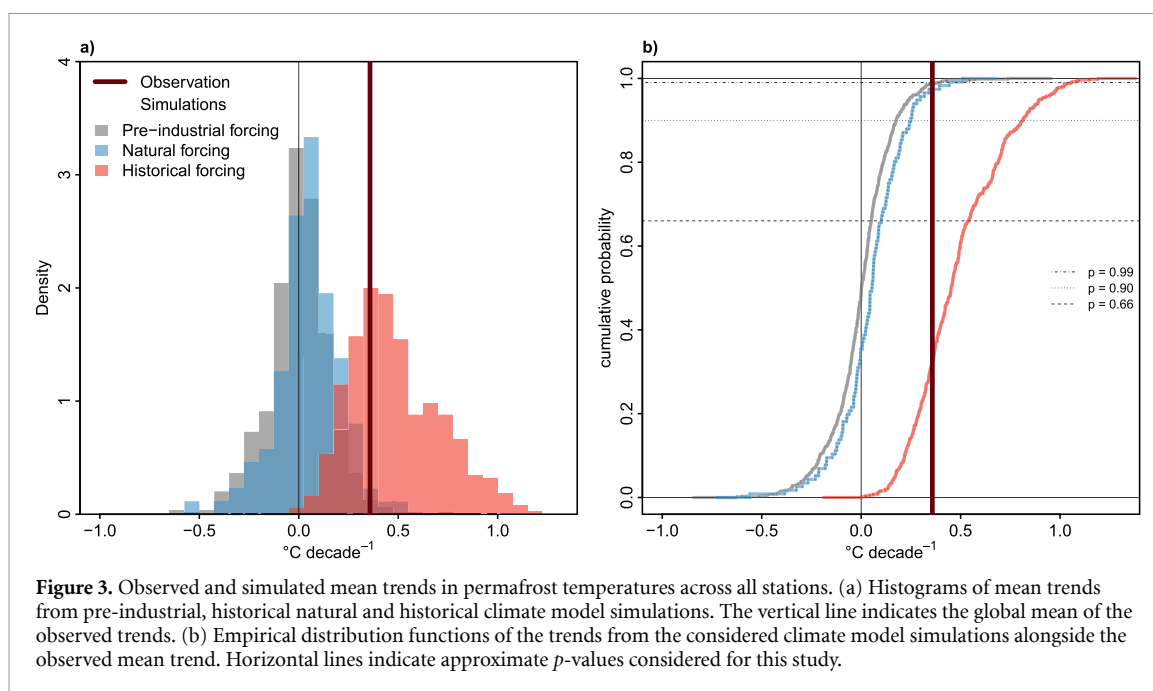 a)
4
3
2
1
0
Density
Observation
Simulations
Pre−industrial forcing
Natural forcing
Historical forcing
−1.0
−0.5
0.0
0.5
1.0
°C decade⁻¹
b)
1.0
0.8
0.6
0.4
0.2
0.0
cumulative probability
p = 0.99
p = 0.90
p = 0.66
−1.0
−0.5
0.0
0.5
1.0
°C decade⁻¹
Figure 3. Observed and simulated mean trends in permafrost temperatures across all stations. (a) Histograms of mean trends
from pre-industrial, historical natural and historical climate model simulations. The vertical line indicates the global mean of the
observed trends. (b) Empirical distribution functions of the trends from the considered climate model simulations alongside the
observed mean trend. Horizontal lines indicate approximate p-values considered for this study.